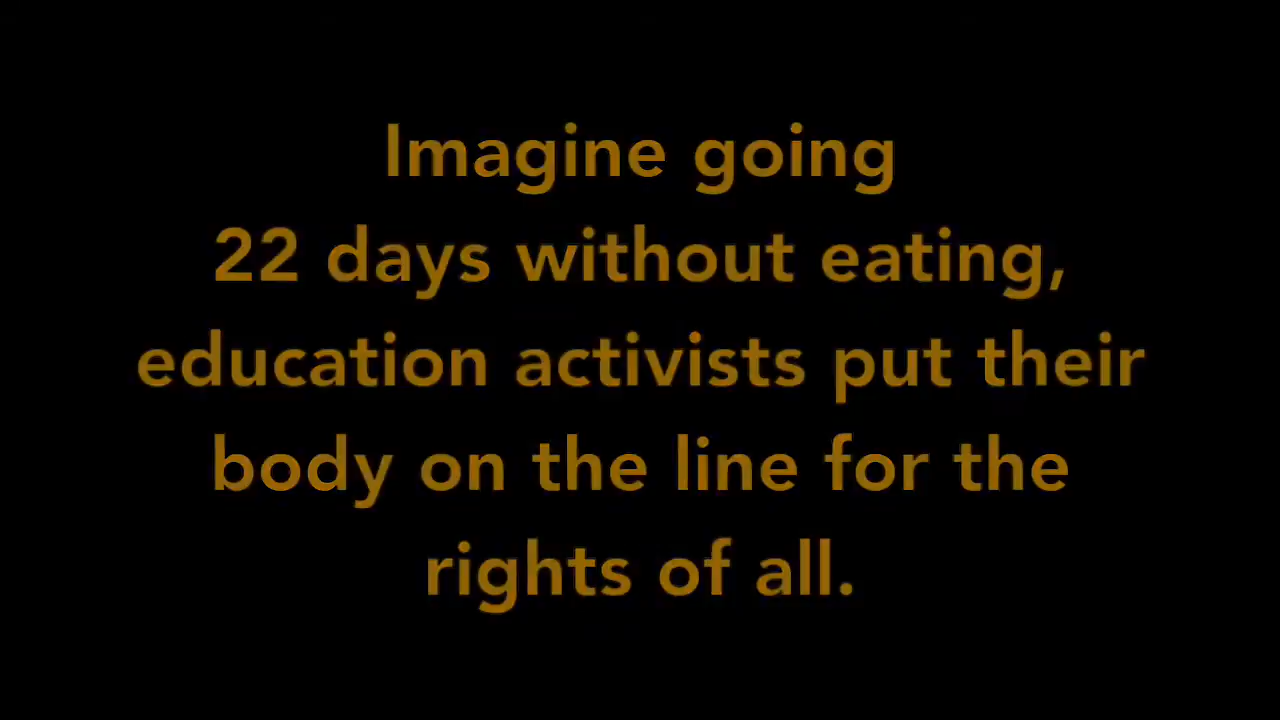 Imagine going
22 days without eating,
education activists put their
body on the line for the
rights of all.